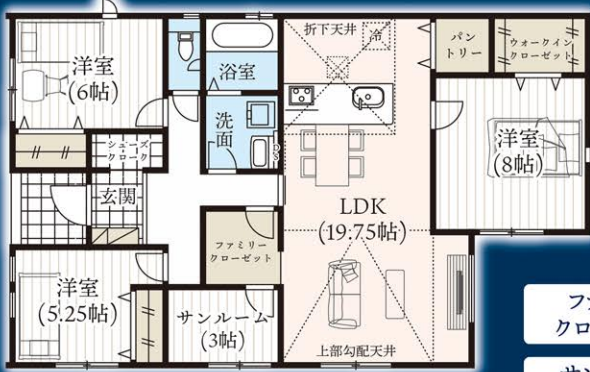 洋室
(6帖)
浴室
折下天井
冷
パン
トリー
ウォークイン
クローゼット
洗面
シューズ
クローク
玄関
洋室
(8帖)
LDK
(19.75帖)
ファミリー
クローゼット
洋室
(5.25帖)
サンルーム
(3帖)
上部勾配天井
クロ